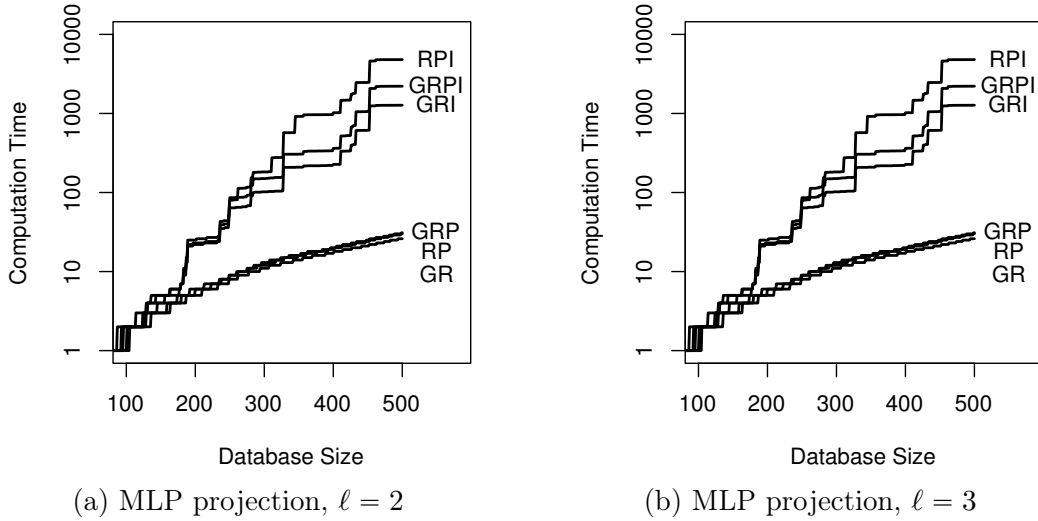 Computation Time
10000
1000
100
10
1
RPI
GRPI
GRI
GRP
RP
GR
100 200 300 400 500
Database Size
(a) MLP projection, ℓ = 2
Computation Time
10000
1000
100
10
1
RPI
GRPI
GRI
GRP
RP
GR
100 200 300 400 500
Database Size
(b) MLP projection, ℓ = 3